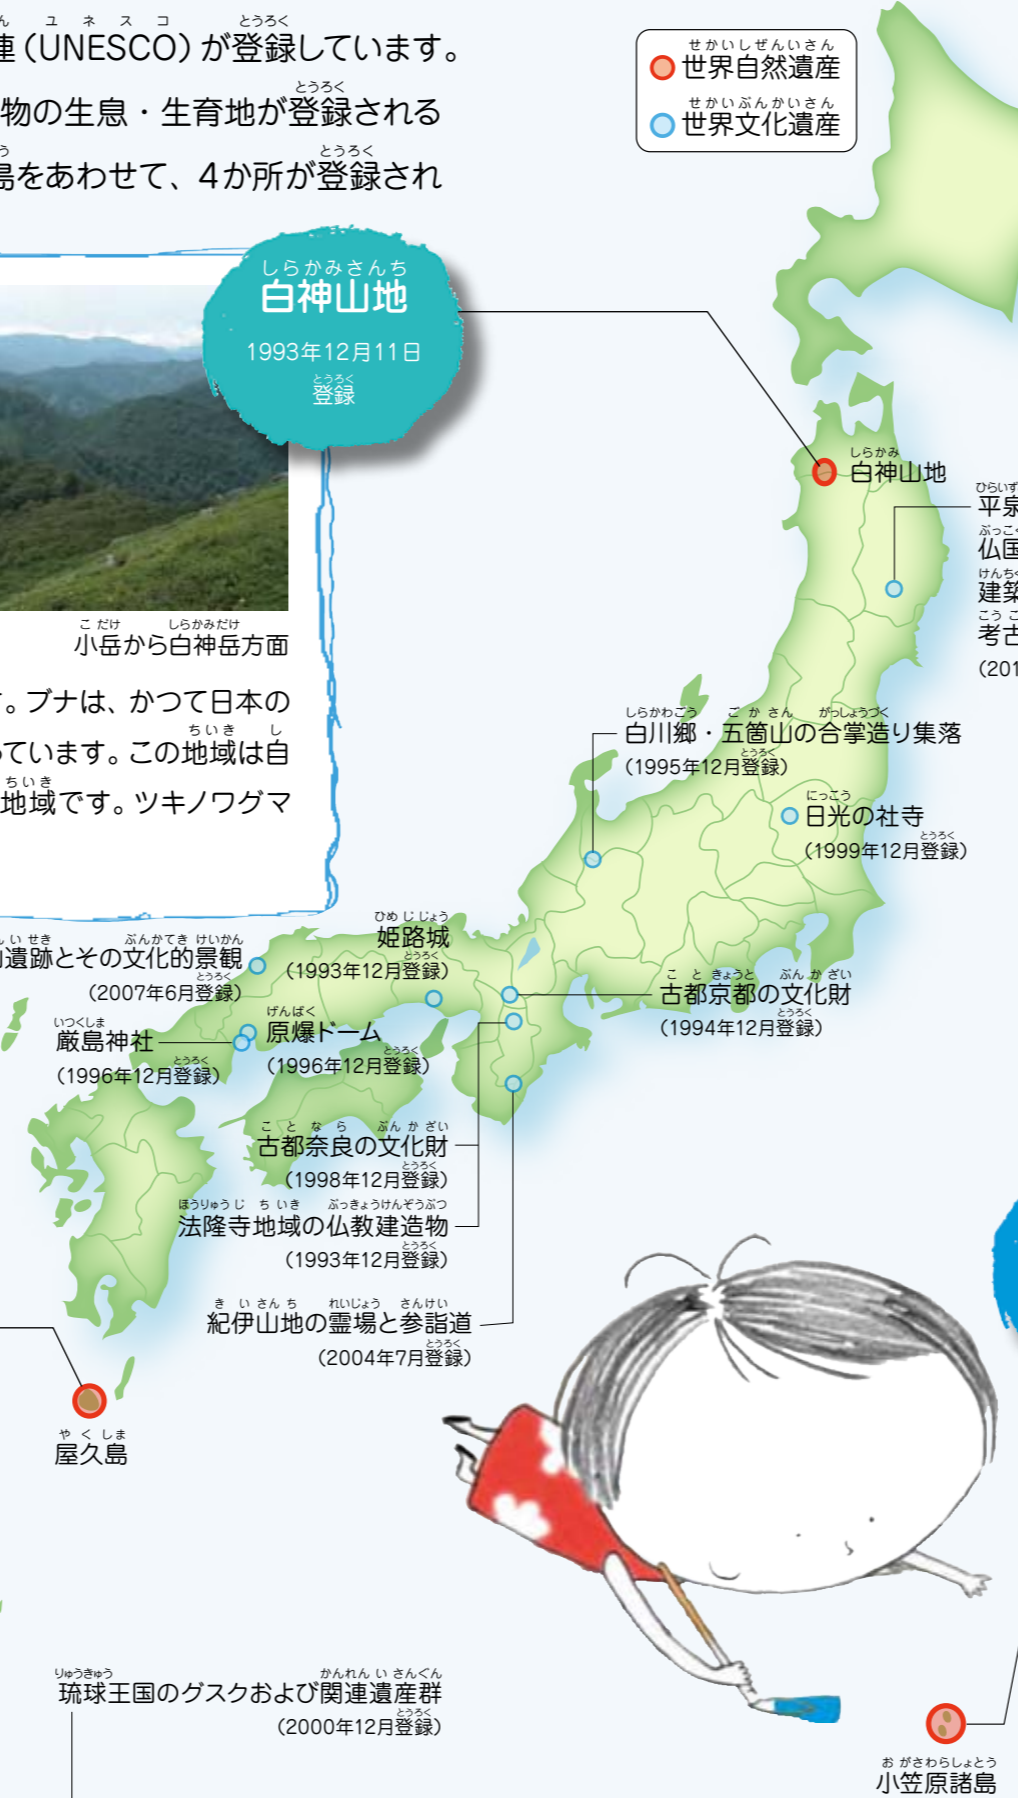 連(UNESCO)が登録しています。
物の生息・生育地が登録される
島をあわせて、4か所が登録され
世界自然遺産
世界文化遺産
白神山地
1993年12月11日
登録
小岳から白神岳方面
。ブナは、かつて日本の
っています。この地域は自
地域です。ツキノワグマ
白神山地
平泉
仏国
建築
考古
(201
白川郷・五箇山の合掌造り集落
(1995年12月登録)
日光の社寺
(1999年12月登録)
遺跡とその文化的景観
(2007年6月登録)
姫路城
(1993年12月登録)
古都京都の文化財
(1994年12月登録)
厳島神社
(1996年12月登録)
原爆ドーム
(1996年12月登録)
古都奈良の文化財
(1998年12月登録)
法隆寺地域の仏教建造物
(1993年12月登録)
紀伊山地の霊場と参詣道
(2004年7月登録)
屋久島
琉球王国のグスクおよび関連遺産群
(2000年12月登録)
小笠原諸島